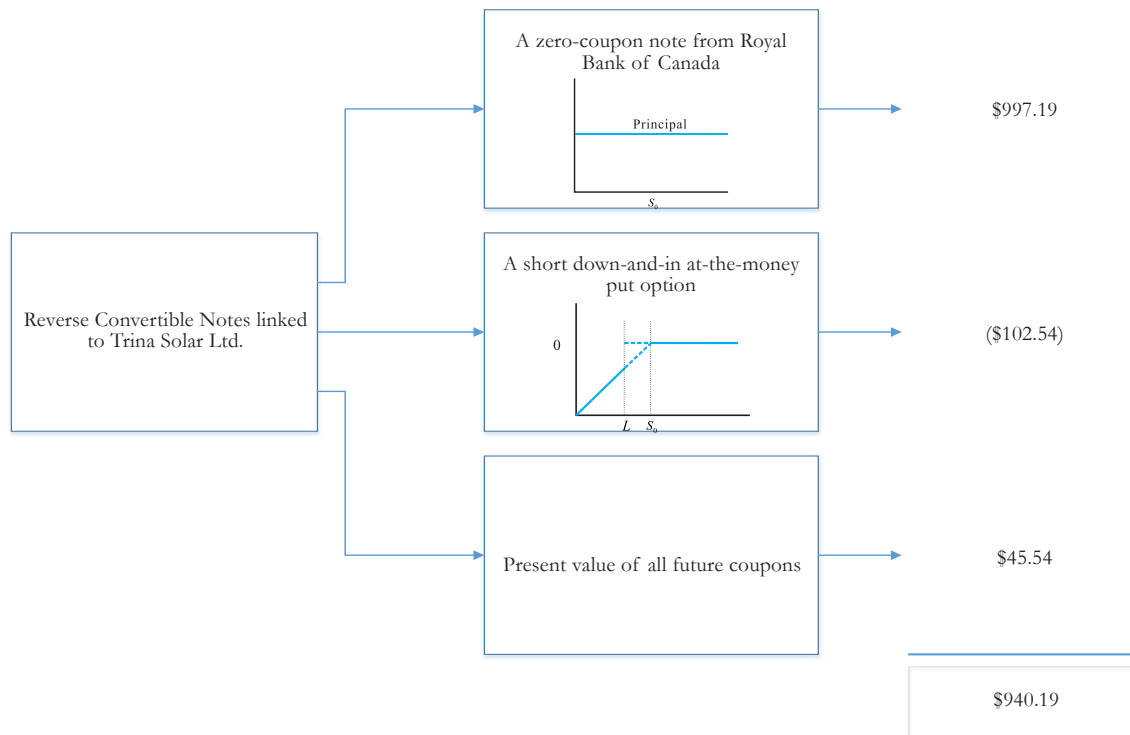 A zero-coupon note from Royal
Bank of Canada
Principal
S₀
$997.19
Reverse Convertible Notes linked
to Trina Solar Ltd.
A short down-and-in at-the-money
put option
0
L S₀
($102.54)
Present value of all future coupons
$45.54
$940.19